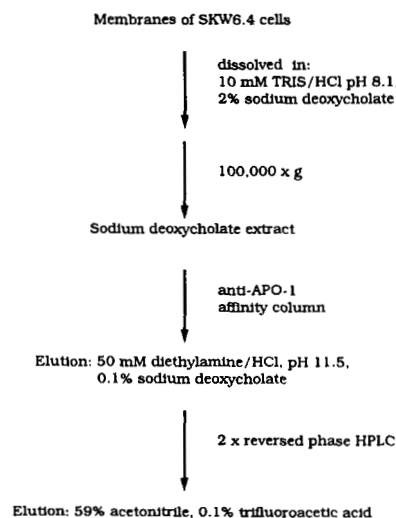 Membranes of SKW6.4 cells
dissolved in:
10 mM TRIS/HCl pH 8.1
2% sodium deoxycholate
100,000 x g
Sodium deoxycholate extract
anti-APO-1
affinity column
Elution: 50 mM diethylamine/HCl, pH 11.5,
0.1% sodium deoxycholate
2 x reversed phase HPLC
Elution: 59% acetonitrile, 0.1% trifluoroacetic acid